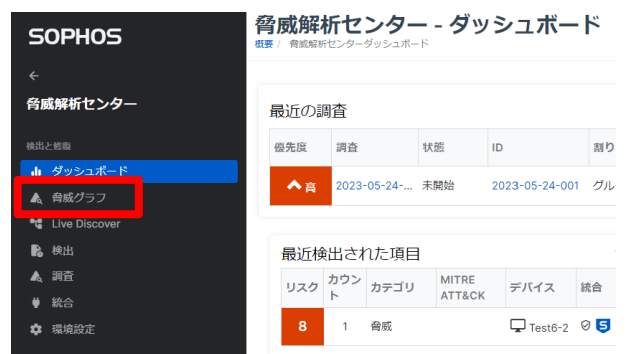 SOPHOS
脅威解析センター
検出と修復
ダッシュボード
脅威グラフ
Live Discover
検出
調査
統合
環境設定
脅威解析センター - ダッシュボード
概要 / 脅威解析センターダッシュボード
最近の調査
優先度 調査 状態 ID 割り
高 2023-05-24-... 未開始 2023-05-24-001 グル
最近検出された項目
リスク カウント カテゴリ MITRE ATT&CK デバイス 統合
8 1 脅威 Test6-2